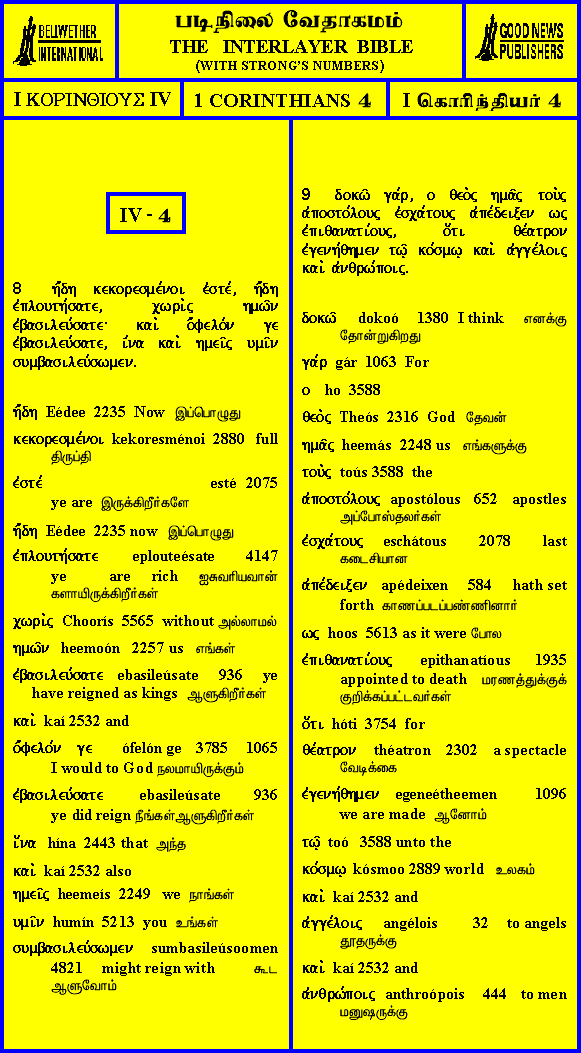 BELLWETHER
INTERNATIONAL
படிநிலை வேதாகமம்
THE INTERLAYER BIBLE
(WITH STRONG'S NUMBERS)
GOOD NEWS
PUBLISHERS
I ΚΟΡΙΝΘΙΟΥΣ IV
1 CORINTHIANS 4
I கொரிந்தியர் 4
IV - 4
8 ἤδη κεκορεσμένοι ἐστέ, ἤδη
ἐπλουτήσατε, χωρὶς ημῶν
ἐβασιλεύσατε· καὶ ὄφελόν γε
ἐβασιλεύσατε, ἵνα καὶ ημεῖς υμῖν
συμβασιλεύσωμεν.
ἤδη Eédee 2235 Now இப்பொழுது
κεκορεσμένοι kekoresménoi 2880 full
திருப்தி
ἐστέ esté 2075
ye are இருக்கிறீர்களே
ἤδη Eédee 2235 now இப்பொழுது
ἐπλουτήσατε eplouteésate 4147
ye are rich ஐசுவரியவான்
களாயிருக்கிறீர்கள்
χωρὶς Choorís 5565 without அல்லாமல்
ημῶν heemoón 2257 us எங்கள்
ἐβασιλεύσατε ebasileúsate 936 ye
have reigned as kings ஆளுகிறீர்கள்
καὶ kaí 2532 and
ὄφελόν γε ófelón ge 3785 1065
I would to God நலமாயிருக்கும்
ἐβασιλεύσατε ebasileúsate 936
ye did reign நீங்கள்ஆளுகிறீர்கள்
ἵνα hína 2443 that அந்த
καὶ kaí 2532 also
ημεῖς heemeís 2249 we நாங்கள்
υμῖν humín 5213 you உங்கள்
συμβασιλεύσωμεν sumbasileúsoomen
4821 might reign with கூட
ஆளுவோம்
9 δοκῶ γάρ, ο θεὸς ημᾶς τοὺς
ἀποστόλους ἐσχάτους ἀπέδειξεν ως
ἐπιθανατίους, ὅτι θέατρον
ἐγενήθημεν τῷ κόσμῳ καὶ ἀγγέλοις
καὶ ἀνθρώποις.
δοκῶ dokoó 1380 I think எனக்கு
தோன்றுகிறது
γάρ gár 1063 For
ο ho 3588
θεὸς Theós 2316 God தேவன்
ημᾶς heemás 2248 us எங்களுக்கு
τοὺς toús 3588 the
ἀποστόλους apostólous 652 apostles
அப்போஸ்தலர்கள்
ἐσχάτους eschátous 2078 last
கடைசியான
ἀπέδειξεν apédeixen 584 hath set
forth காணப்படப்பண்ணினார்
ως hoos 5613 as it were போல
ἐπιθανατίους epithanatíous 1935
appointed to death மரணத்துக்குக்
குறிக்கப்பட்டவர்கள்
ὅτι hóti 3754 for
θέατρον théatron 2302 a spectacle
வேடிக்கை
ἐγενήθημεν egeneétheemen 1096
we are made ஆனோம்
τῷ toó 3588 unto the
κόσμῳ kósmoo 2889 world உலகம்
καὶ kaí 2532 and
ἀγγέλοις angélois 32 to angels
தூதருக்கு
καὶ kaí 2532 and
ἀνθρώποις anthroópois 444 to men
மனுஷருக்கு